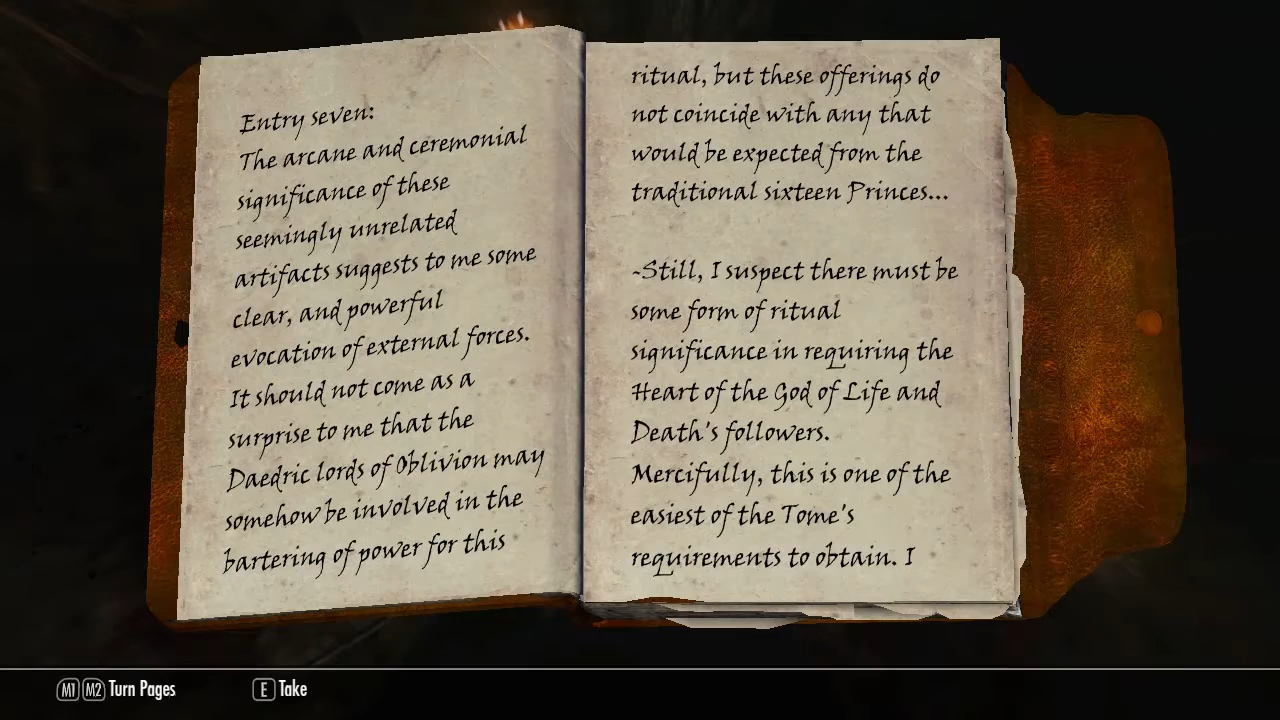 Entry seven:
The arcane and ceremonial
significance of these
seemingly unrelated
artifacts suggests to me some
clear, and powerful
evocation of external forces.
It should not come as a
surprise to me that the
Daedric lords of Oblivion may
somehow be involved in the
bartering of power for this
ritual, but these offerings do
not coincide with any that
would be expected from the
traditional sixteen Princes...
~Still, I suspect there must be
some form of ritual
significance in requiring the
Heart of the God of Life and
Death's followers.
Mercifully, this is one of the
easiest of the Tome's
requirements to obtain. I
M1 M2 Turn Pages
E Take